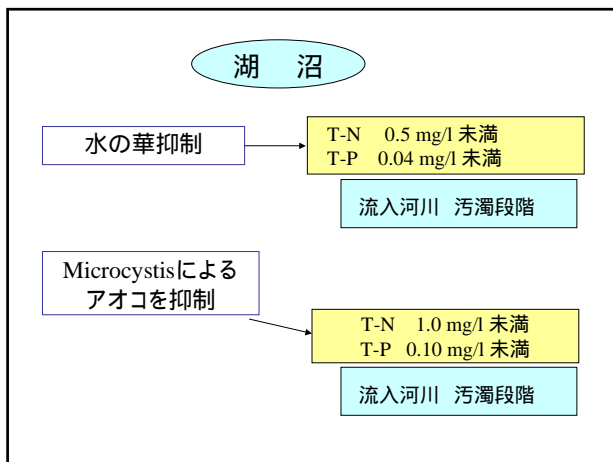 湖　沼
水の華抑制
T-N　0.5 mg/l 未満
T-P　0.04 mg/l 未満
流入河川　汚濁段階
Microcystisによる
アオコを抑制
T-N　1.0 mg/l 未満
T-P　0.10 mg/l 未満
流入河川　汚濁段階